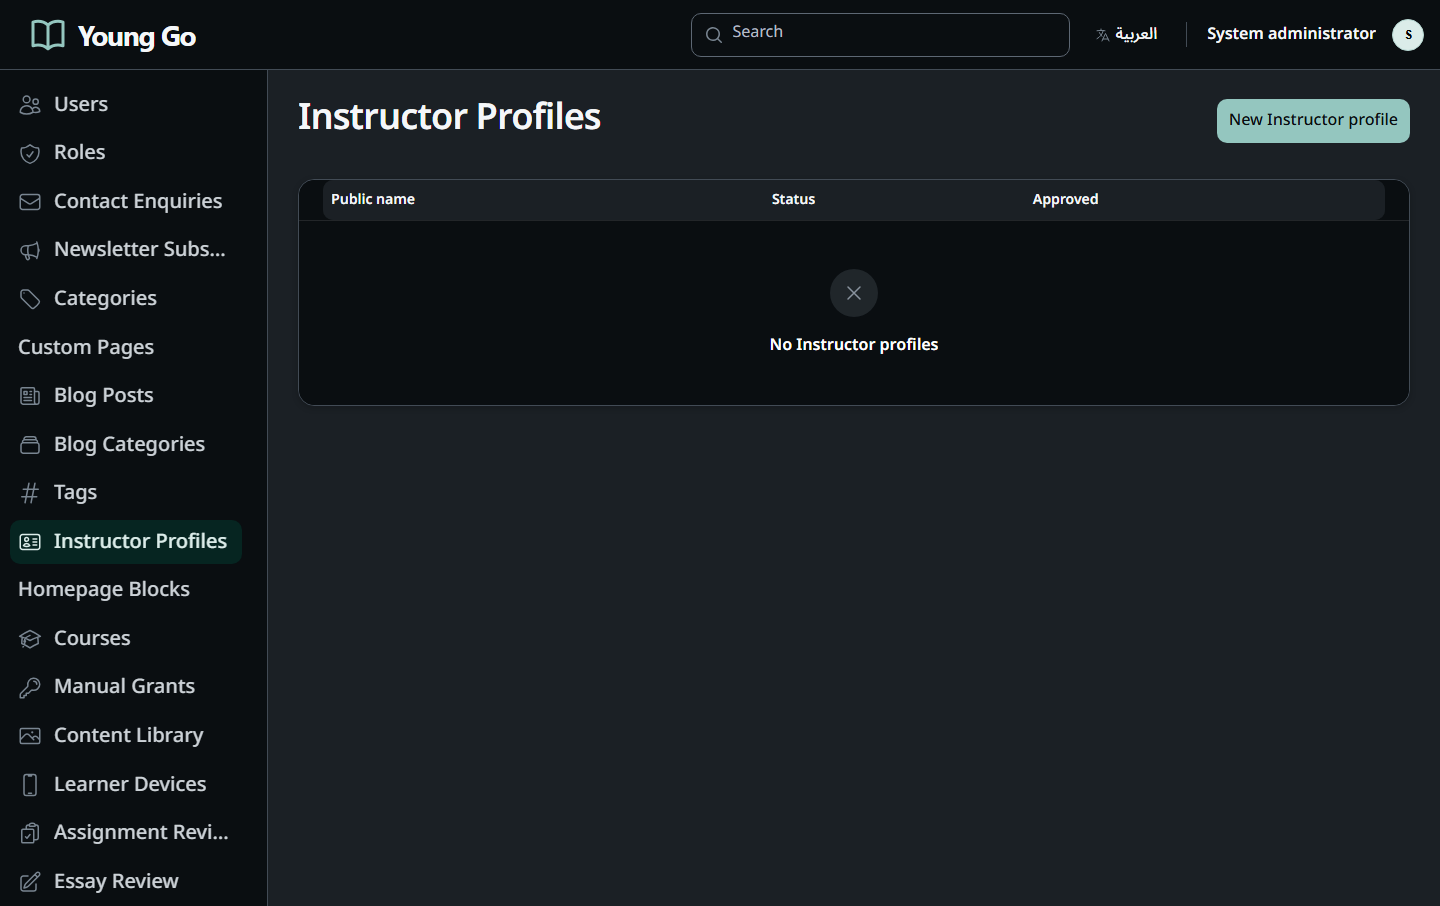 Young Go
Search
العربية
System administrator
S
Users
Roles
Contact Enquiries
Newsletter Subs...
Categories
Custom Pages
Blog Posts
Blog Categories
Tags
Instructor Profiles
Homepage Blocks
Courses
Manual Grants
Content Library
Learner Devices
Assignment Revi...
Essay Review
Instructor Profiles
New Instructor profile
Public name Status Approved
No Instructor profiles